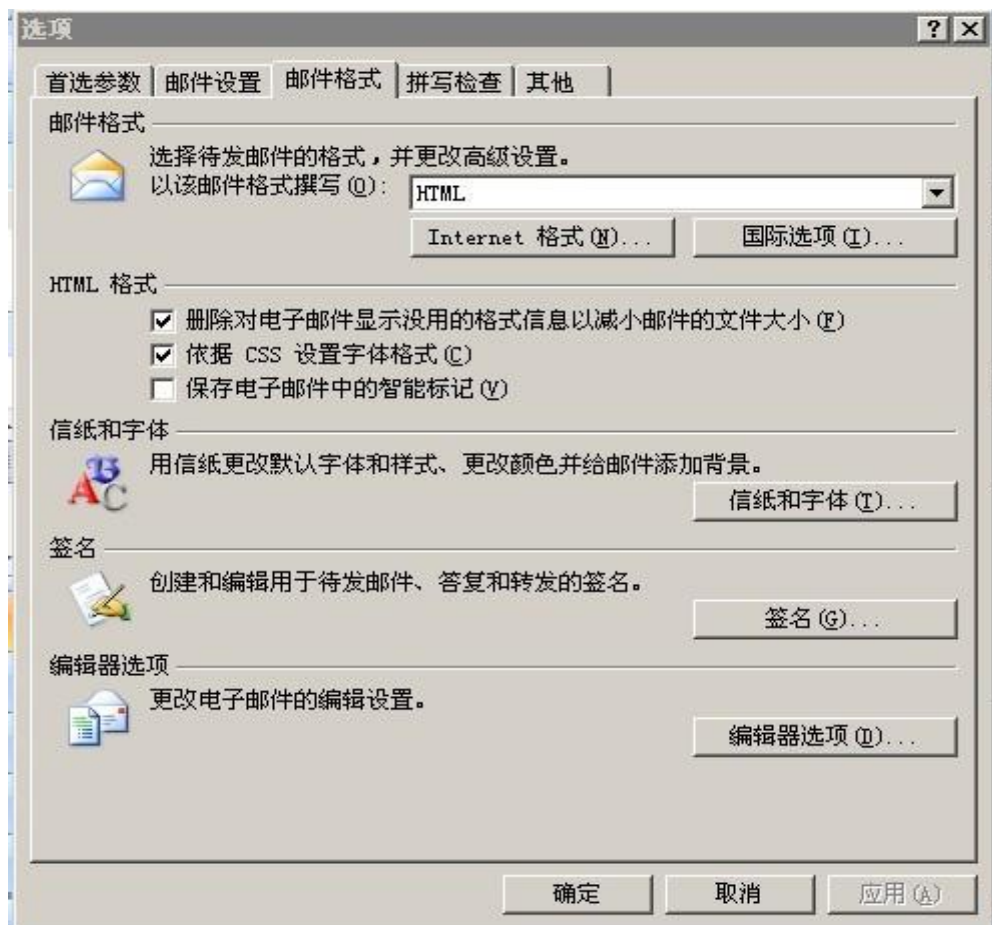 选项
首选参数 邮件设置 邮件格式 拼写检查 其他
邮件格式
选择待发邮件的格式，并更改高级设置。
以该邮件格式撰写(O): HTML
Internet 格式(N)... 国际选项(I)...
HTML 格式
删除对电子邮件显示没用的格式信息以减小邮件的文件大小(F)
依据 CSS 设置字体格式(C)
保存电子邮件中的智能标记(V)
信纸和字体
用信纸更改默认字体和样式、更改颜色并给邮件添加背景。
信纸和字体(T)...
签名
创建和编辑用于待发邮件、答复和转发的签名。
签名(G)...
编辑器选项
更改电子邮件的编辑设置。
编辑器选项(D)...
确定 取消 应用(A)